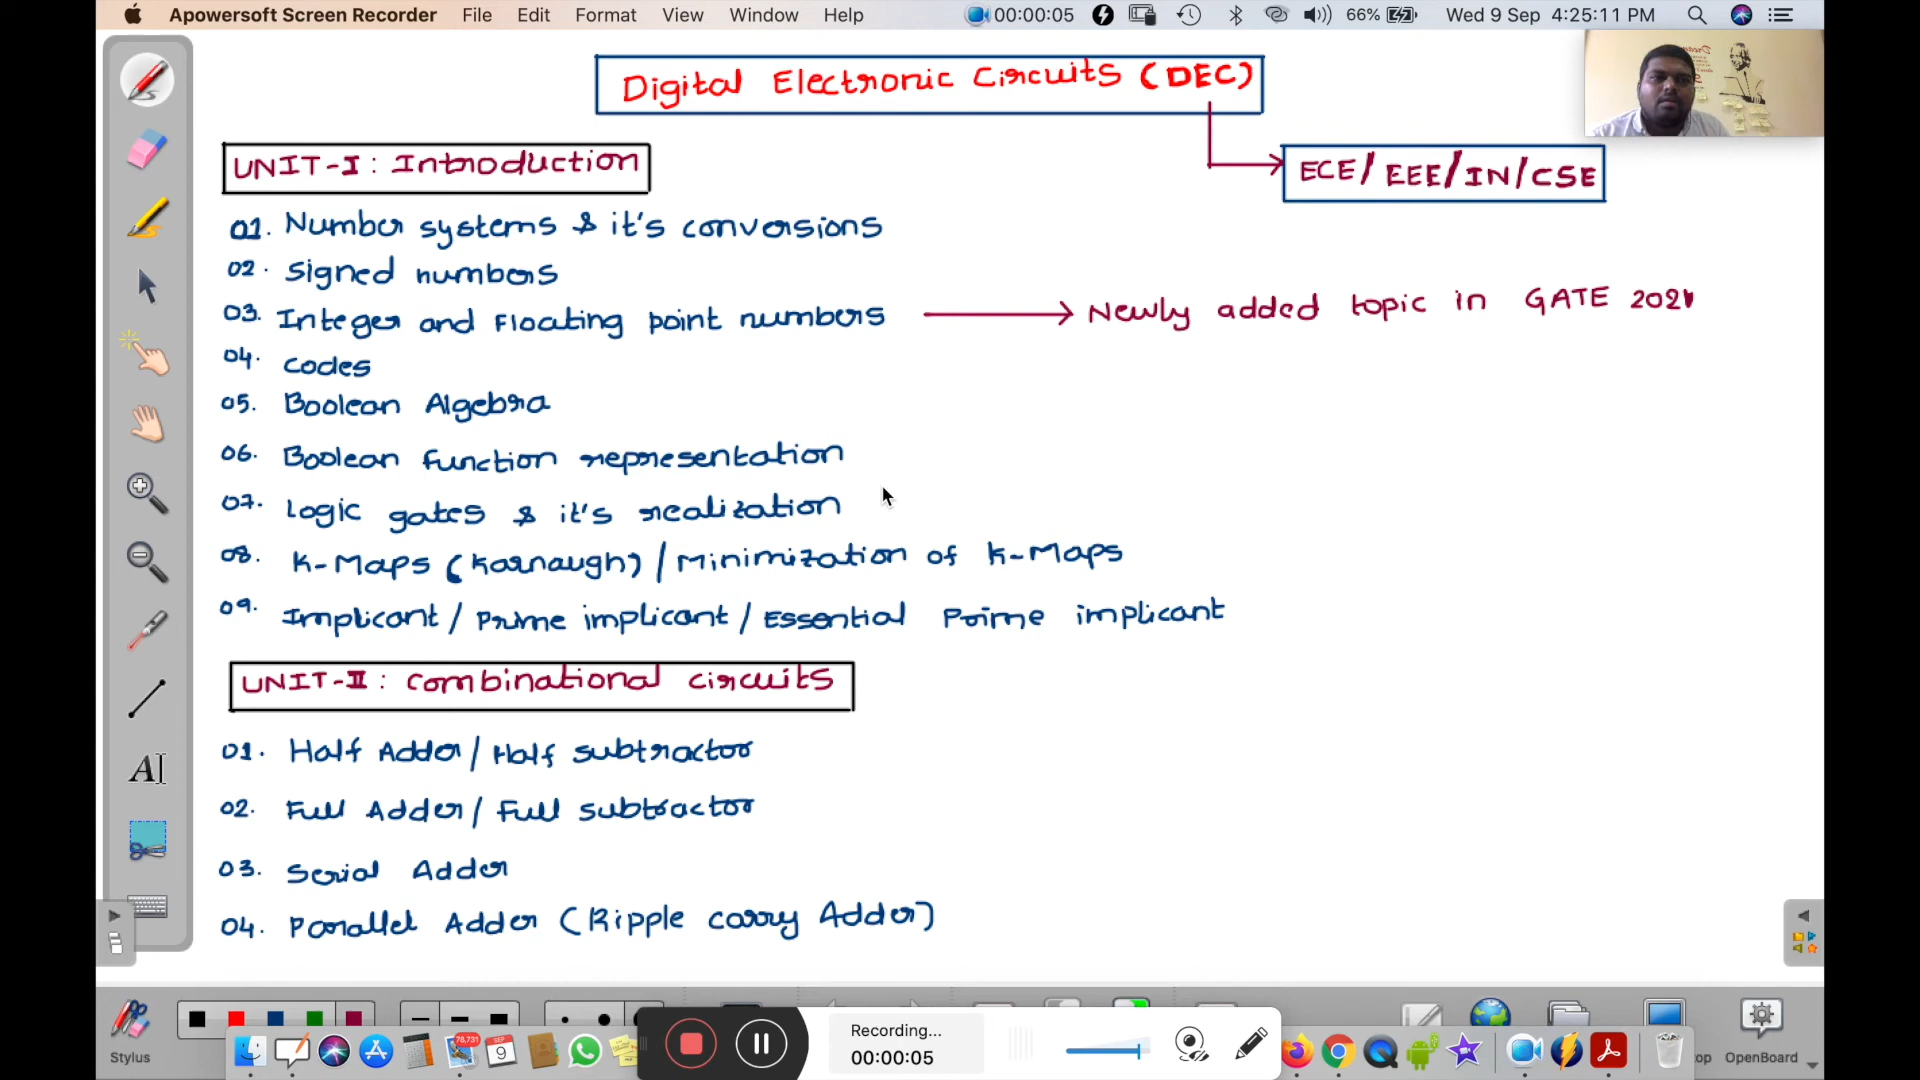 Apowersoft Screen Recorder File Edit Format View Window Help 00:00:05 66% Wed 9 Sep 4:25:11 PM
Digital Electronic Circuits (DEC)
UNIT-I : Introduction
ECE/ EEE/IN/CSE
01. Number systems & it's conversions
02. Signed numbers
03. Integer and Floating point numbers → Newly added topic in GATE 2021
04. Codes
05. Boolean Algebra
06. Boolean Function representation
07. Logic gates & it's realization
08. K-Maps (Karnaugh) / Minimization of K-Maps
09. Implicant / Prime implicant / Essential Prime implicant
UNIT-II : Combinational circuits
01. Half Adder/ Half subtractor
02. Full Adder/ Full subtractor
03. Serial Adder
04. Parallel Adder (Ripple carry Adder)
Recording...
00:00:05
78,731
SEP
9
Stylus
OpenBoard